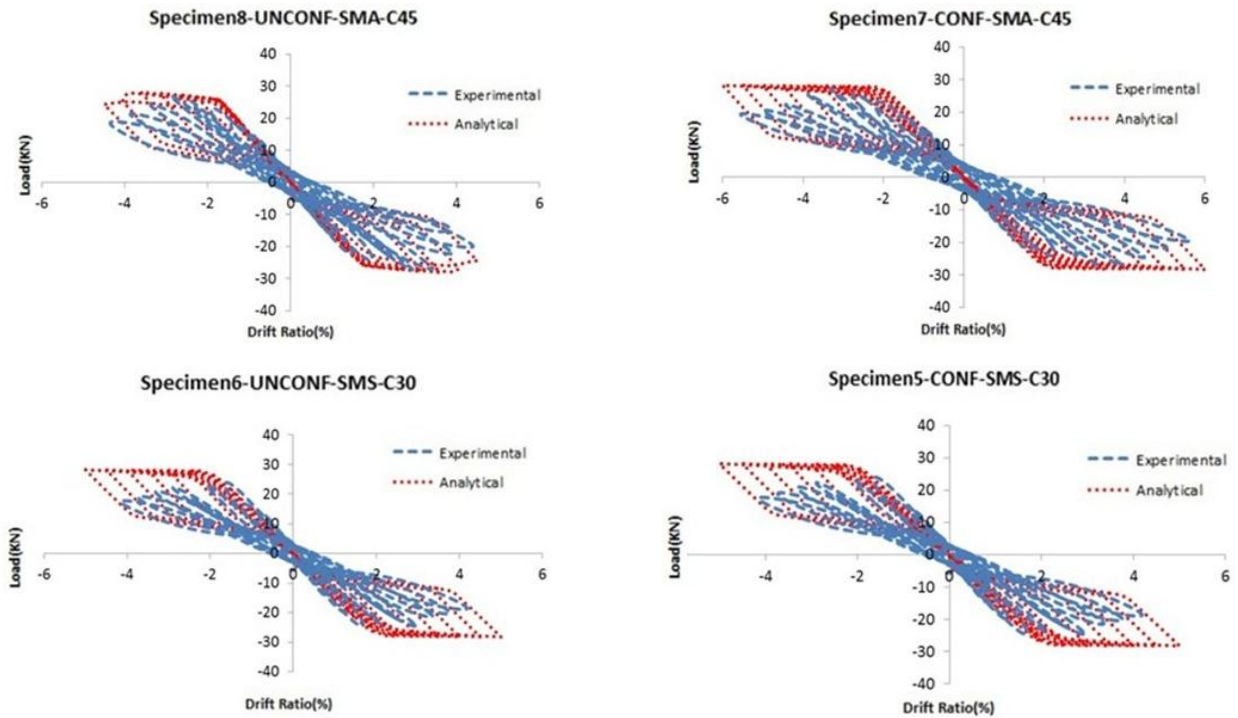 Specimen8-UNCONF-SMA-C45
40
30
20
10
0
-10
-20
-30
-40
-6 -4 -2 0 2 4 6
Load(KN)
Drift Ratio(%)
Experimental
Analytical
Specimen7-CONF-SMA-C45
40
30
20
10
0
-10
-20
-30
-40
-6 -4 -2 0 2 4 6
Load(KN)
Drift Ratio(%)
Experimental
Analytical
Specimen6-UNCONF-SMS-C30
40
30
20
10
0
-10
-20
-30
-40
-6 -4 -2 0 2 4 6
Load(KN)
Drift Ratio(%)
Experimental
Analytical
Specimen5-CONF-SMS-C30
40
30
20
10
0
-10
-20
-30
-40
-4 -2 0 2 4 6
Load(KN)
Drift Ratio(%)
Experimental
Analytical